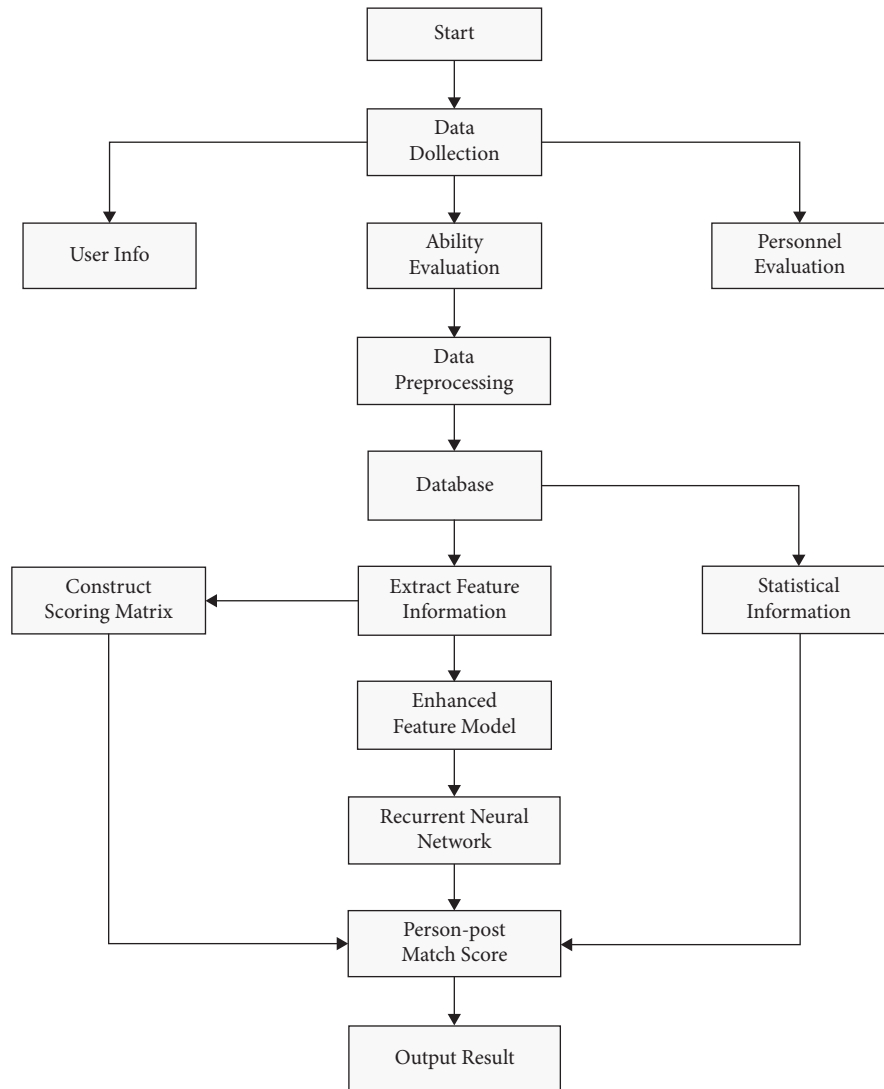 Start
Data
Dollection
User Info
Ability
Evaluation
Personnel
Evaluation
Data
Preprocessing
Database
Construct
Scoring Matrix
Extract Feature
Information
Statistical
Information
Enhanced
Feature Model
Recurrent Neural
Network
Person-post
Match Score
Output Result